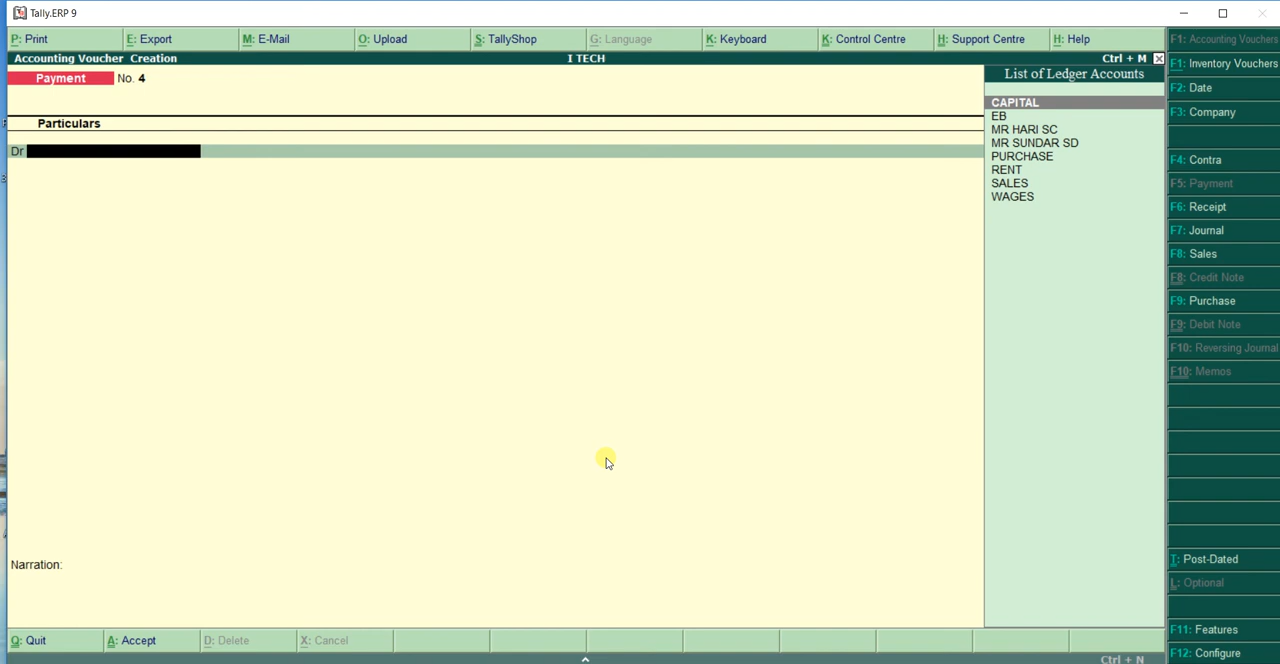 Tally.ERP 9
P: Print E: Export M: E-Mail O: Upload S: TallyShop G: Language K: Keyboard K: Control Centre H: Support Centre H: Help
Accounting Voucher Creation I TECH Ctrl + M
Payment No. 4
Particulars
Dr
Narration:
List of Ledger Accounts
CAPITAL
EB
MR HARI SC
MR SUNDAR SD
PURCHASE
RENT
SALES
WAGES
F1: Accounting Vouchers
F1: Inventory Vouchers
F2: Date
F3: Company
F4: Contra
F5: Payment
F6: Receipt
F7: Journal
F8: Sales
F8: Credit Note
F9: Purchase
F9: Debit Note
F10: Reversing Journal
F10: Memos
T: Post-Dated
L: Optional
F11: Features
F12: Configure
Q: Quit A: Accept D: Delete X: Cancel
Ctrl + N